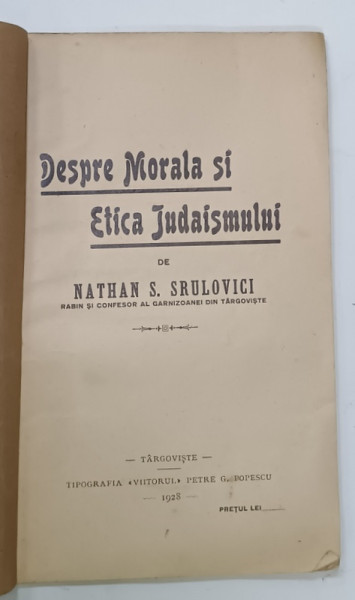 Despre Morala si
Etica Judaismului
DE
NATHAN S. SRULOVICI
RABIN ȘI CONFESOR AL GARNIZOANEI DIN TÂRGOVIȘTE
— TÂRGOVIȘTE —
TIPOGRAFIA «VIITORUL» PETRE G. POPESCU
— 1928 —
PREȚUL LEI